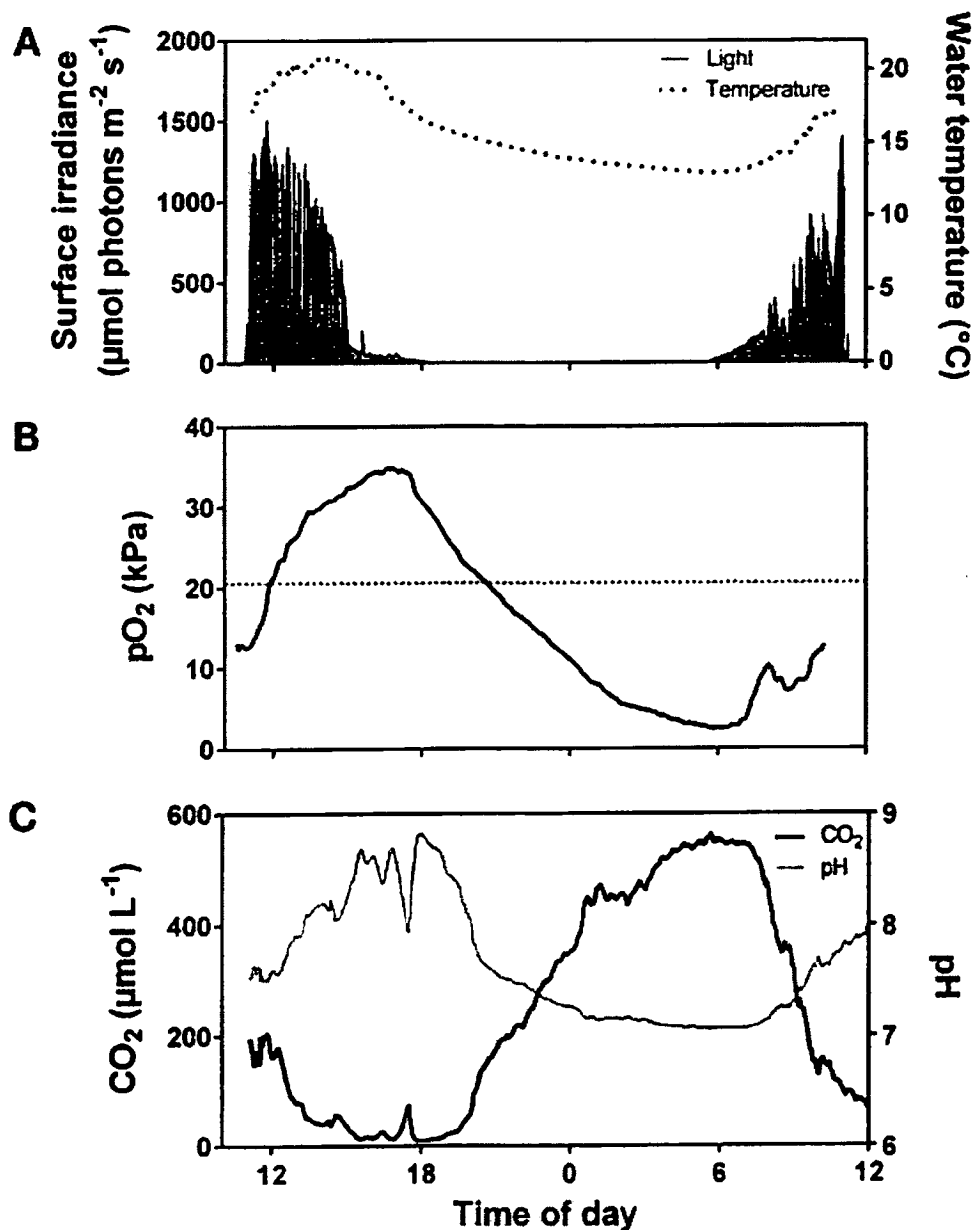 A
Surface irradiance
(µmol photons m⁻² s⁻¹)
2000
1500
1000
500
0
Light
Temperature
20
15
10
5
0
Water temperature (°C)
B
pO₂ (kPa)
40
30
20
10
0
C
CO₂ (µmol L⁻¹)
600
400
200
0
CO₂
pH
9
8
7
6
pH
12
18
0
6
12
Time of day